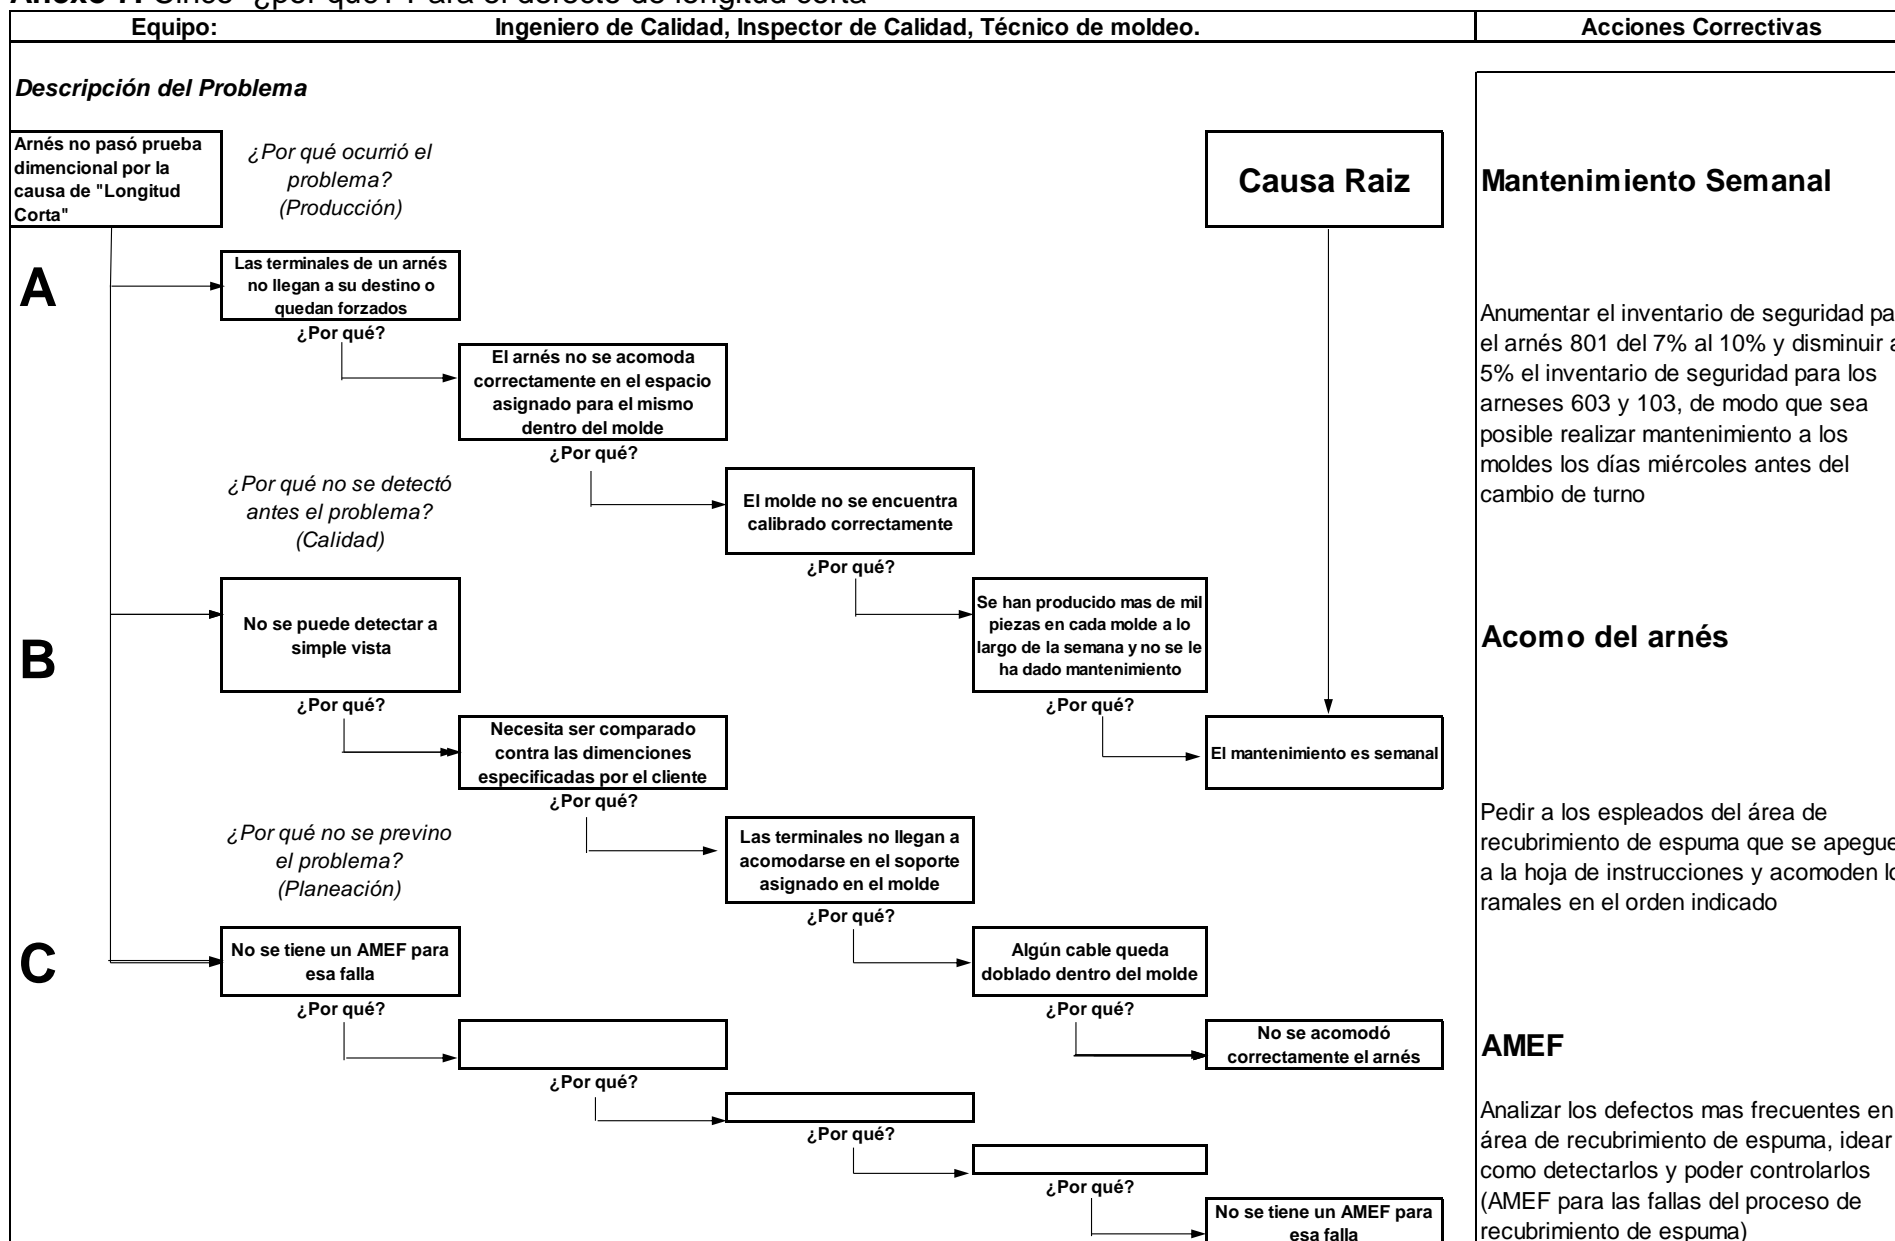 Equipo: Ingeniero de Calidad, Inspector de Calidad, Técnico de moldeo. Acciones Correctivas
Descripción del Problema
Arnés no pasó prueba
dimencional por la
causa de "Longitud
Corta"
¿Por qué ocurrió el
problema?
(Producción)
Causa Raiz
Mantenimiento Semanal
A
Las terminales de un arnés
no llegan a su destino o
quedan forzados
¿Por qué?
El arnés no se acomoda
correctamente en el espacio
asignado para el mismo
dentro del molde
¿Por qué?
Anumentar el inventario de seguridad
el arnés 801 del 7% al 10% y disminuir
5% el inventario de seguridad para los
arneses 603 y 103, de modo que sea
posible realizar mantenimiento a los
moldes los días miércoles antes del
cambio de turno
¿Por qué no se detectó
antes el problema?
(Calidad)
El molde no se encuentra
calibrado correctamente
¿Por qué?
B
No se puede detectar a
simple vista
¿Por qué?
Se han producido mas de mil
piezas en cada molde a lo
largo de la semana y no se le
ha dado mantenimiento
¿Por qué?
Acomo del arnés
Necesita ser comparado
contra las dimenciones
especificadas por el cliente
¿Por qué?
El mantenimiento es semanal
¿Por qué no se previno
el problema?
(Planeación)
Las terminales no llegan a
acomodarse en el soporte
asignado en el molde
¿Por qué?
Pedir a los espleados del área de
recubrimiento de espuma que se
a la hoja de instrucciones y acomoden
ramales en el orden indicado
C
No se tiene un AMEF para
esa falla
¿Por qué?
Algún cable queda
doblado dentro del molde
¿Por qué?
No se acomodó
correctamente el arnés
AMEF
¿Por qué?
¿Por qué?
¿Por qué?
No se tiene un AMEF para
esa falla
Analizar los defectos mas frecuentes en
área de recubrimiento de espuma, idear
como detectarlos y poder controlarlos
(AMEF para las fallas del proceso de
recubrimiento de espuma)